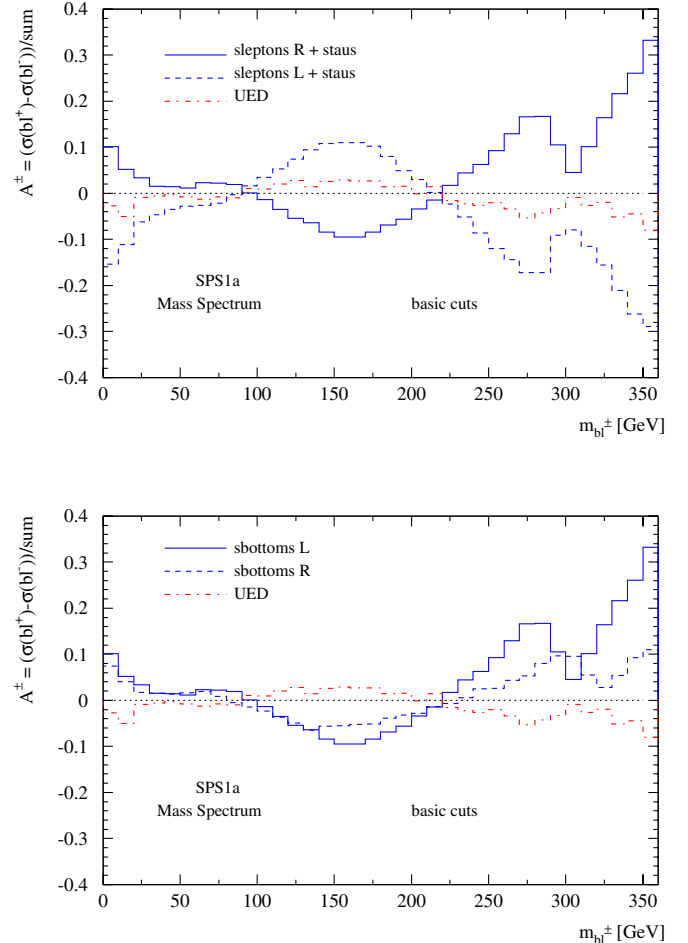 A± = (σ(bl+)-σ(bl-))/sum
0.4
0.3
0.2
0.1
0
-0.1
-0.2
-0.3
-0.4
sleptons R + staus
sleptons L + staus
UED
SPS1a
Mass Spectrum
basic cuts
0 50 100 150 200 250 300 350
m_bl± [GeV]
A± = (σ(bl+)-σ(bl-))/sum
0.4
0.3
0.2
0.1
0
-0.1
-0.2
-0.3
-0.4
sbottoms L
sbottoms R
UED
SPS1a
Mass Spectrum
basic cuts
0 50 100 150 200 250 300 350
m_bl± [GeV]